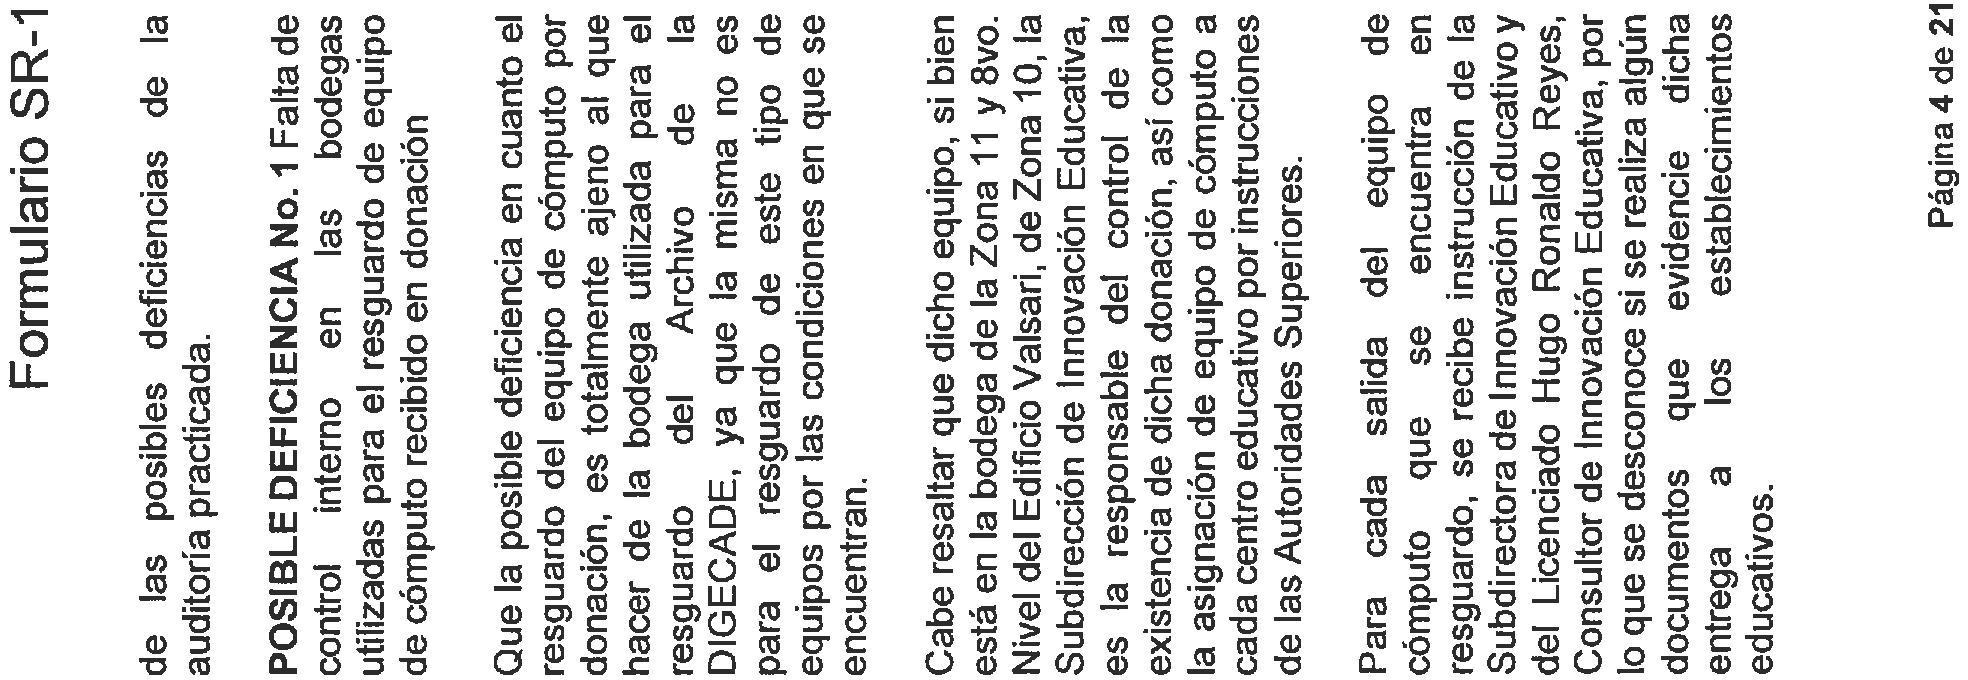 Formulario SR-1
de las posibles deficiencias de la
auditoría practicada.
POSIBLE DEFICIENCIA No. 1 Falta de
control interno en las bodegas
utilizadas para el resguardo de equipo
de cómputo recibido en donación
Que la posible deficiencia en cuanto el
resguardo del equipo de cómputo por
donación, es totalmente ajeno al que
hacer de la bodega utilizada para el
resguardo del Archivo de la
DIGECADE, ya que la misma no es
para el resguardo de este tipo de
equipos por las condiciones en que se
encuentran.
Cabe resaltar que dicho equipo, si bien
está en la bodega de la Zona 11 y 8vo.
Nivel del Edificio Valsari, de Zona 10, la
Subdirección de Innovación Educativa,
es la responsable del control de la
existencia de dicha donación, así como
la asignación de equipo de cómputo a
cada centro educativo por instrucciones
de las Autoridades Superiores.
Para cada salida del equipo de
cómputo que se encuentra en
resguardo, se recibe instrucción de la
Subdirectora de Innovación Educativo y
del Licenciado Hugo Ronaldo Reyes,
Consultor de Innovación Educativa, por
lo que se desconoce si se realiza algún
documentos que evidencie dicha
entrega a los establecimientos
educativos.
Página 4 de 21